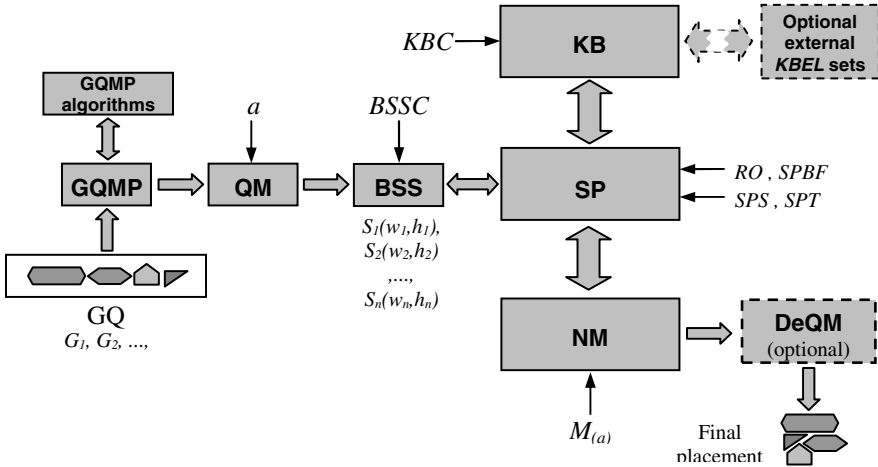 KBC
KB
Optional
external
KBEL sets
GQMP
algorithms
a
BSSC
GQMP
QM
BSS
SP
RO , SPBF
SPS , SPT
S1(w1,h1),
S2(w2,h2)
,...,
Sn(wn,hn)
GQ
G1, G2, ...,
NM
DeQM
(optional)
M(a)
Final
placement